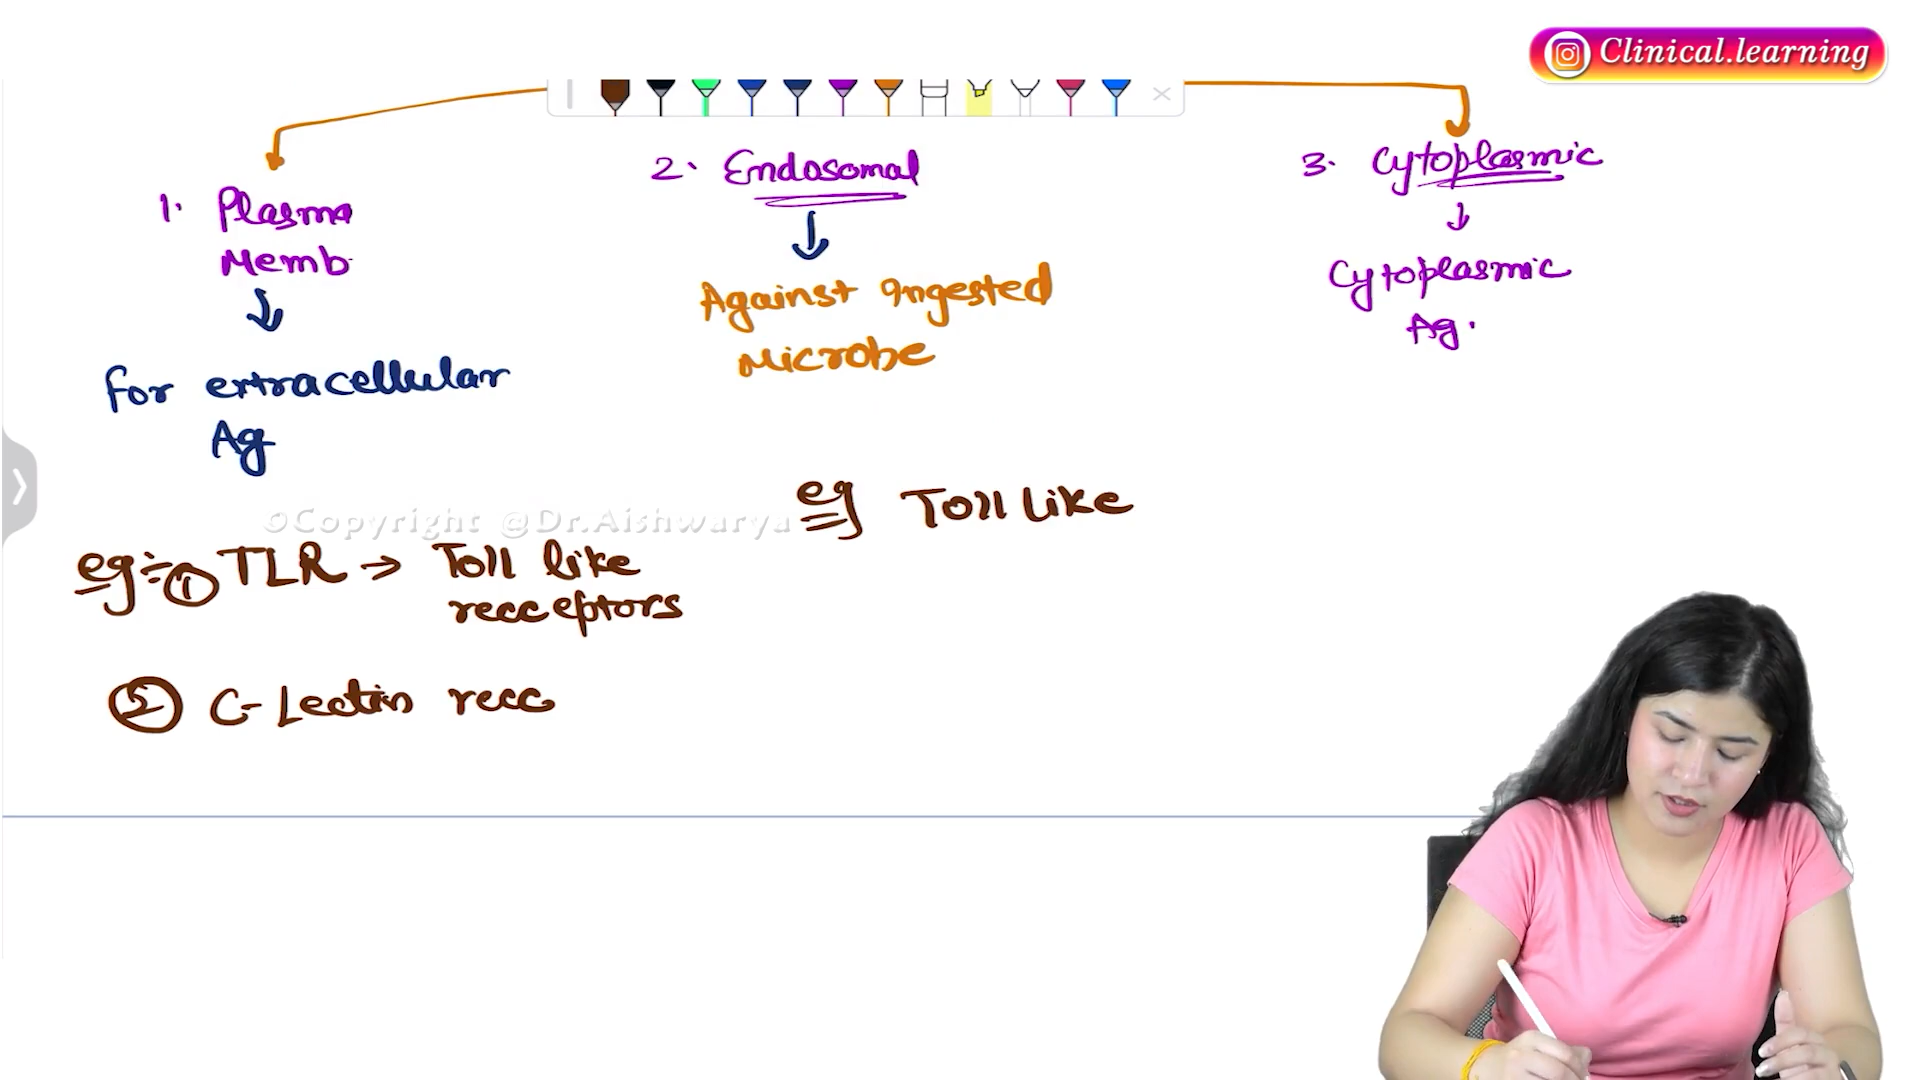 Clinical.learning
1. Plasma
Memb.
For extracellular
Ag
2. Endosomal
Against Ingested
Microbe
3. Cytoplasmic
Cytoplasmic
Ag.
©Copyright @Dr.Aishwarya
eg:- 1 TLR → Toll like
recceptors
2 C-Lectin recc
eg Toll like